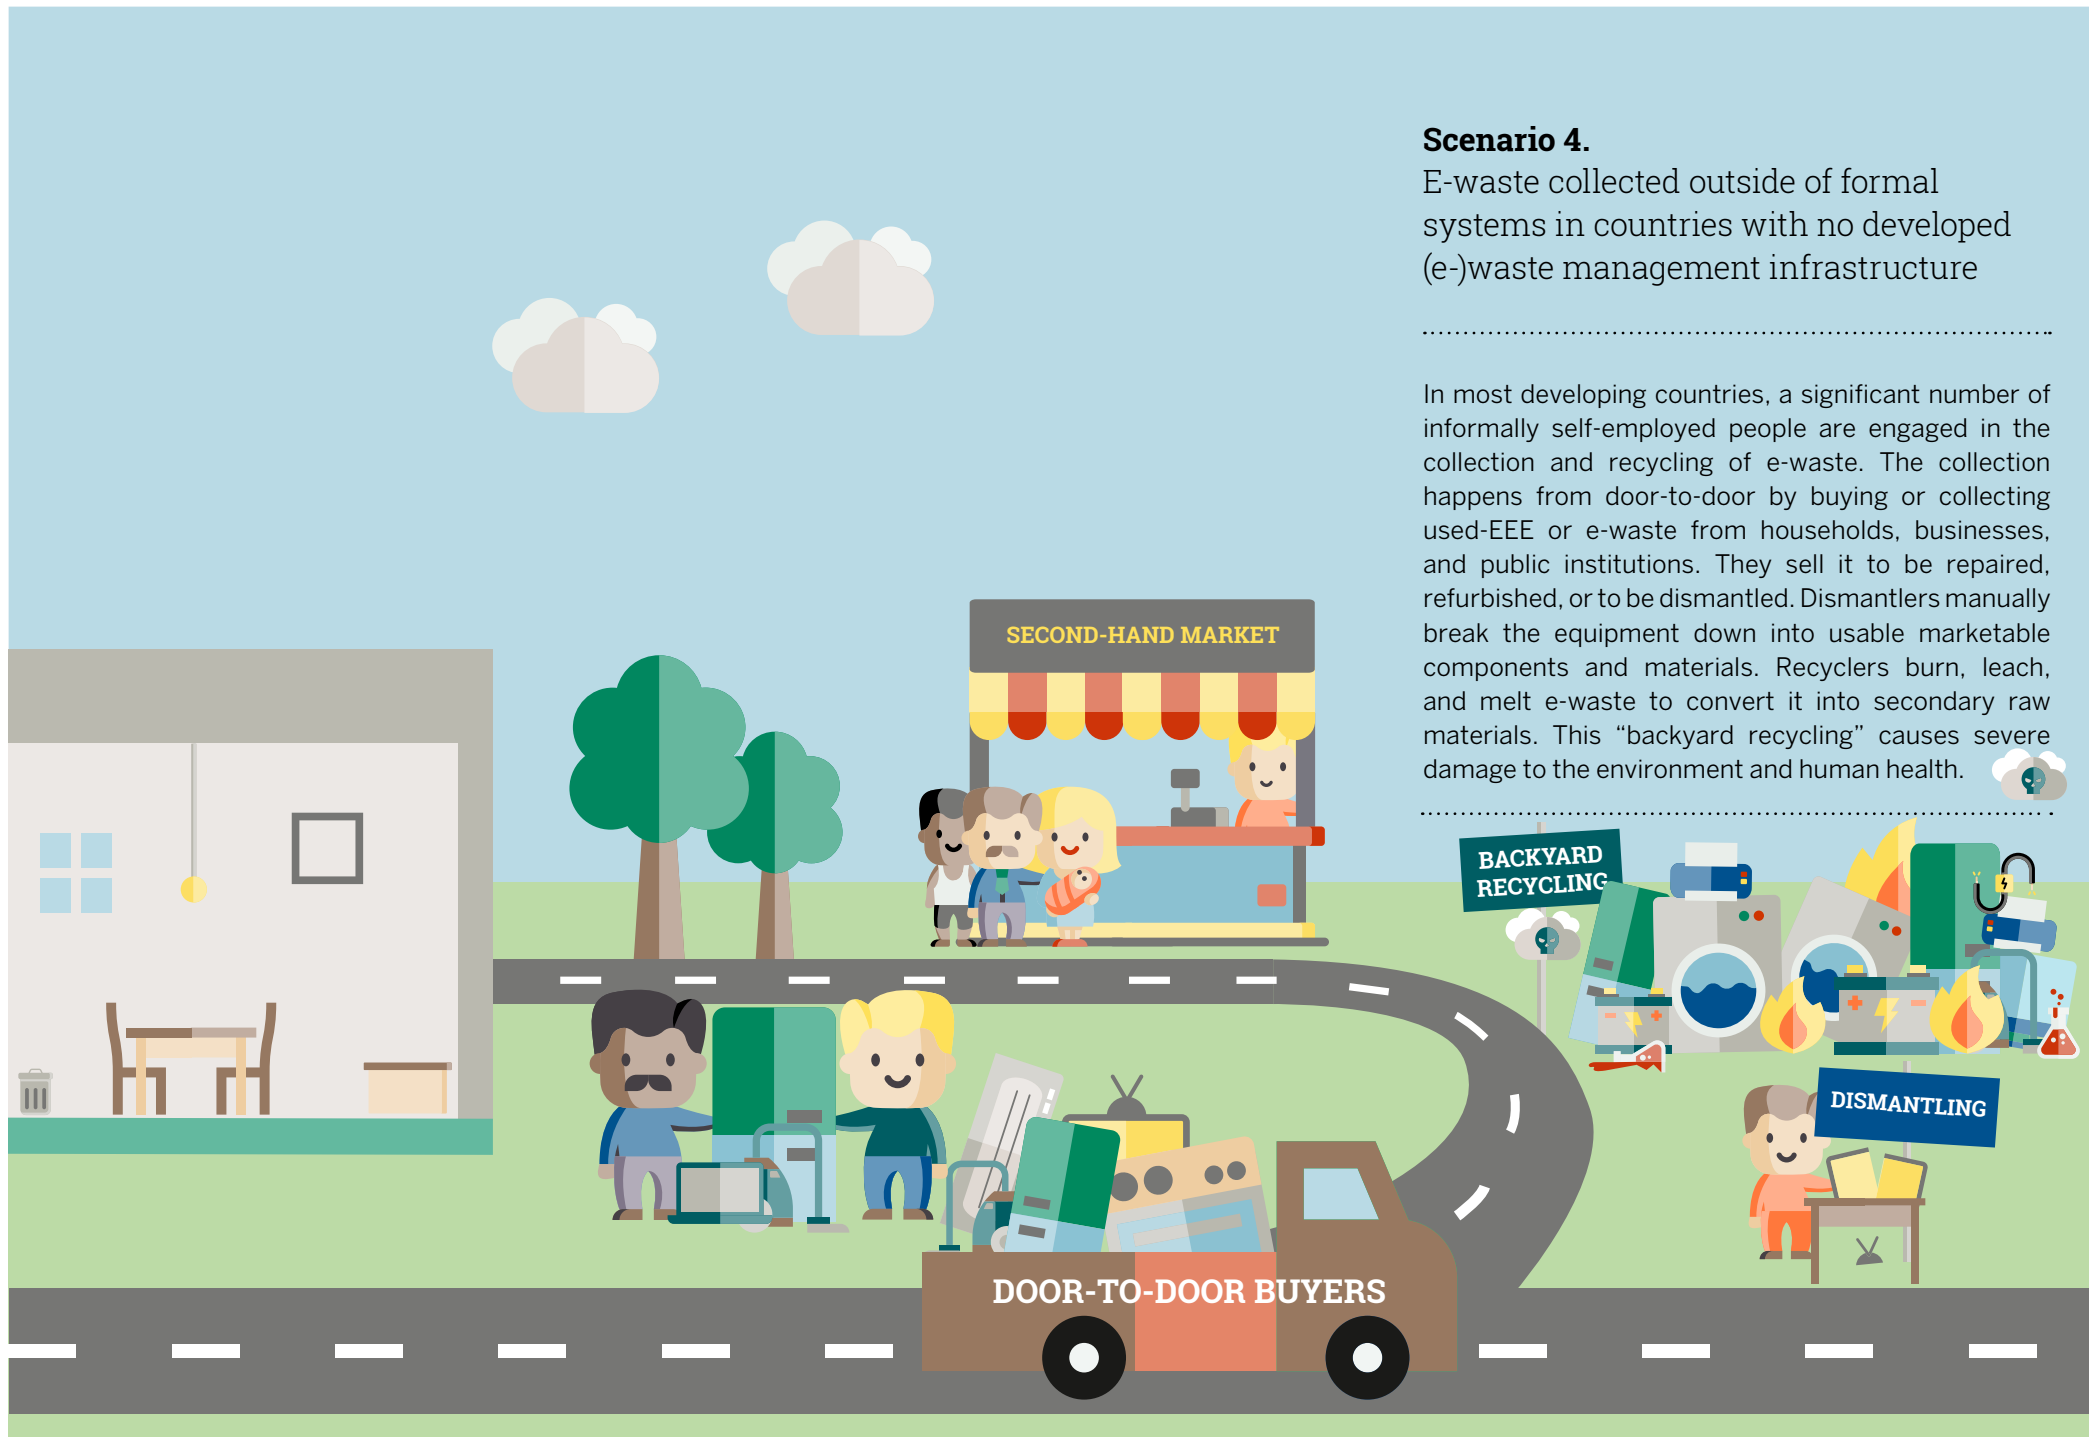 Scenario 4.
E-waste collected outside of formal
systems in countries with no developed
(e-)waste management infrastructure
In most developing countries, a significant number of
informally self-employed people are engaged in the
collection and recycling of e-waste. The collection
happens from door-to-door by buying or collecting
used-EEE or e-waste from households, businesses,
and public institutions. They sell it to be repaired,
refurbished, or to be dismantled. Dismantlers manually
break the equipment down into usable marketable
components and materials. Recyclers burn, leach,
and melt e-waste to convert it into secondary raw
materials. This “backyard recycling” causes severe
damage to the environment and human health.
SECOND-HAND MARKET
BACKYARD
RECYCLING
DISMANTLING
DOOR-TO-DOOR BUYERS